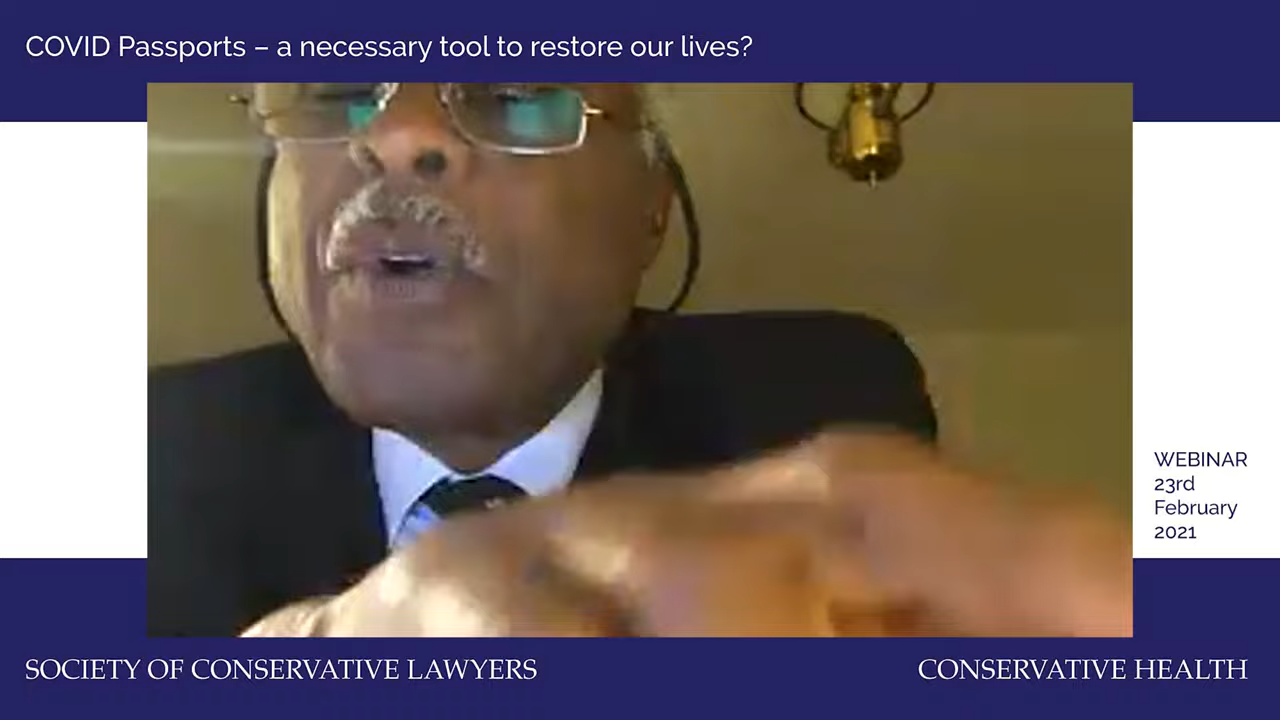 COVID Passports – a necessary tool to restore our lives?
WEBINAR
23rd
February
2021
SOCIETY OF CONSERVATIVE LAWYERS
CONSERVATIVE HEALTH